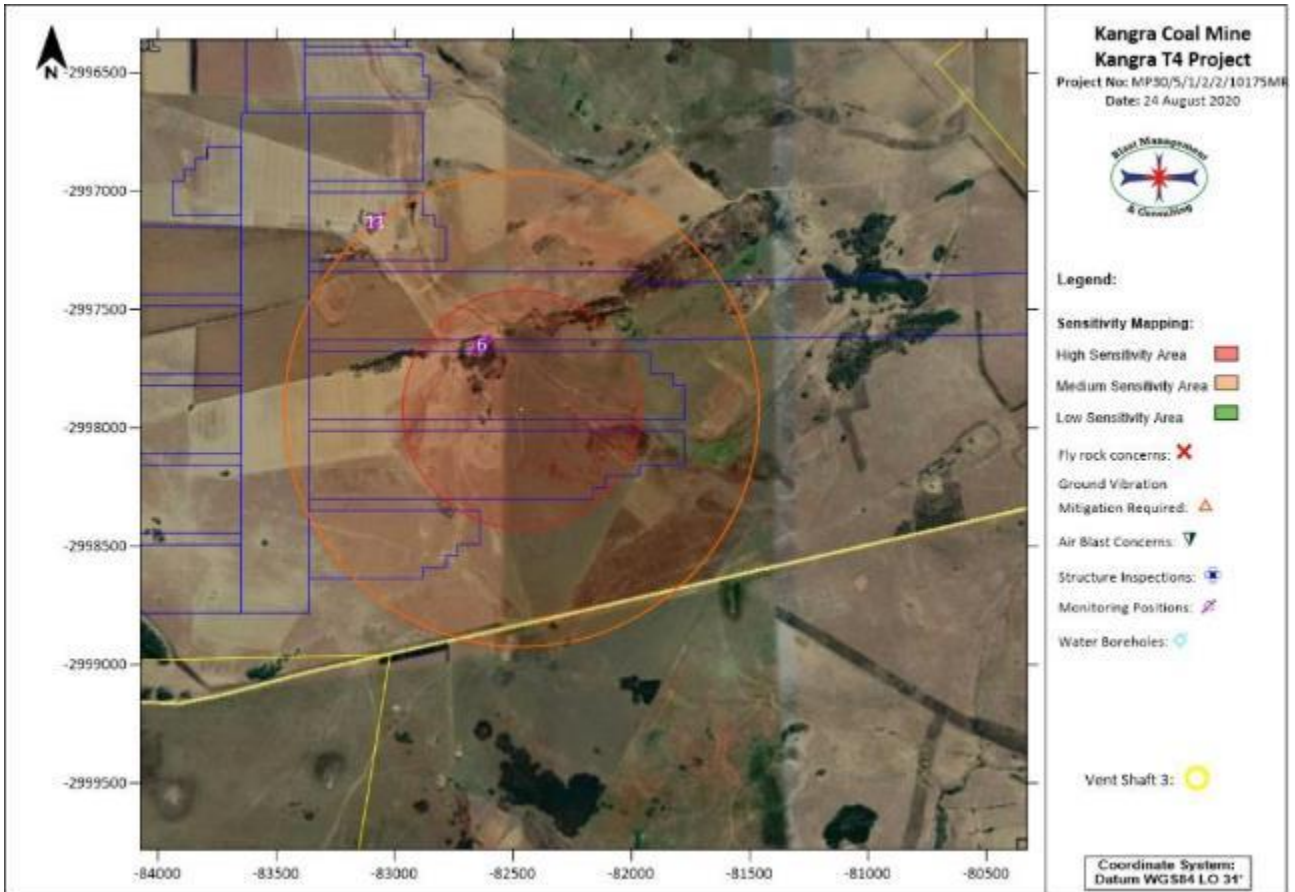 Kangra Coal Mine
Kangra T4 Project
Project No: MP30/5/1/2/2/10175MR
Date: 24 August 2020
Blast Management
& Consulting
Legend:
Sensitivity Mapping:
High Sensitivity Area
Medium Sensitivity Area
Low Sensitivity Area
Fly rock concerns:
Ground Vibration
Mitigation Required:
Air Blast Concerns:
Structure Inspections:
Monitoring Positions:
Water Boreholes:
Vent Shaft 3:
Coordinate System:
Datum WGS84 LO 31'
N
-2996500
-2997000
-2997500
-2998000
-2998500
-2999000
-2999500
6
-84000 -83500 -83000 -82500 -82000 -81500 -81000 -80500